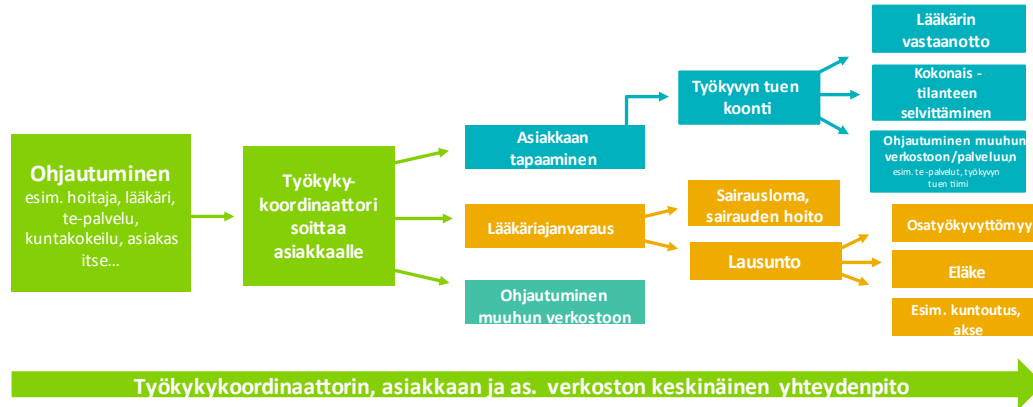 Ohjautuminen
esim. hoitaja, lääkäri,
te-palvelu,
kuntakokeilu, asiakas
itse…
Työkyky-
koordinaattori
soittaa
asiakkaalle
Asiakkaan
tapaaminen
Lääkäriajanvaraus
Ohjautuminen
muuhun verkostoon
Työkyvyn tuen
koonti
Sairausloma,
sairauden hoito
Lausunto
Lääkärin
vastaanotto
Kokonais -
tilanteen
selvittäminen
Ohjautuminen muuhun
verkostoon/palveluu,n
esim. te -palvelut, työkyvyn
tuen tiimi
Osatyökyvyttömyy
Eläke
Esim. kuntoutus,
akse
Työkykykoordinaattorin, asiakkaan ja as. verkoston keskinäinen yhteydenpito